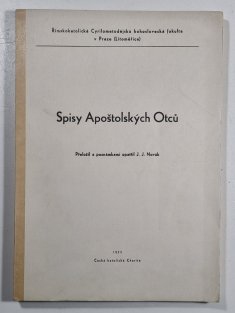 Římskokatolická Cyrilometodějská bohoslovecká fakulta
v Praze (Litoměřice)
Spisy Apoštolských Otců
Přeložil a poznámkami opatřil J. J. Novák
Česká katolická Charita